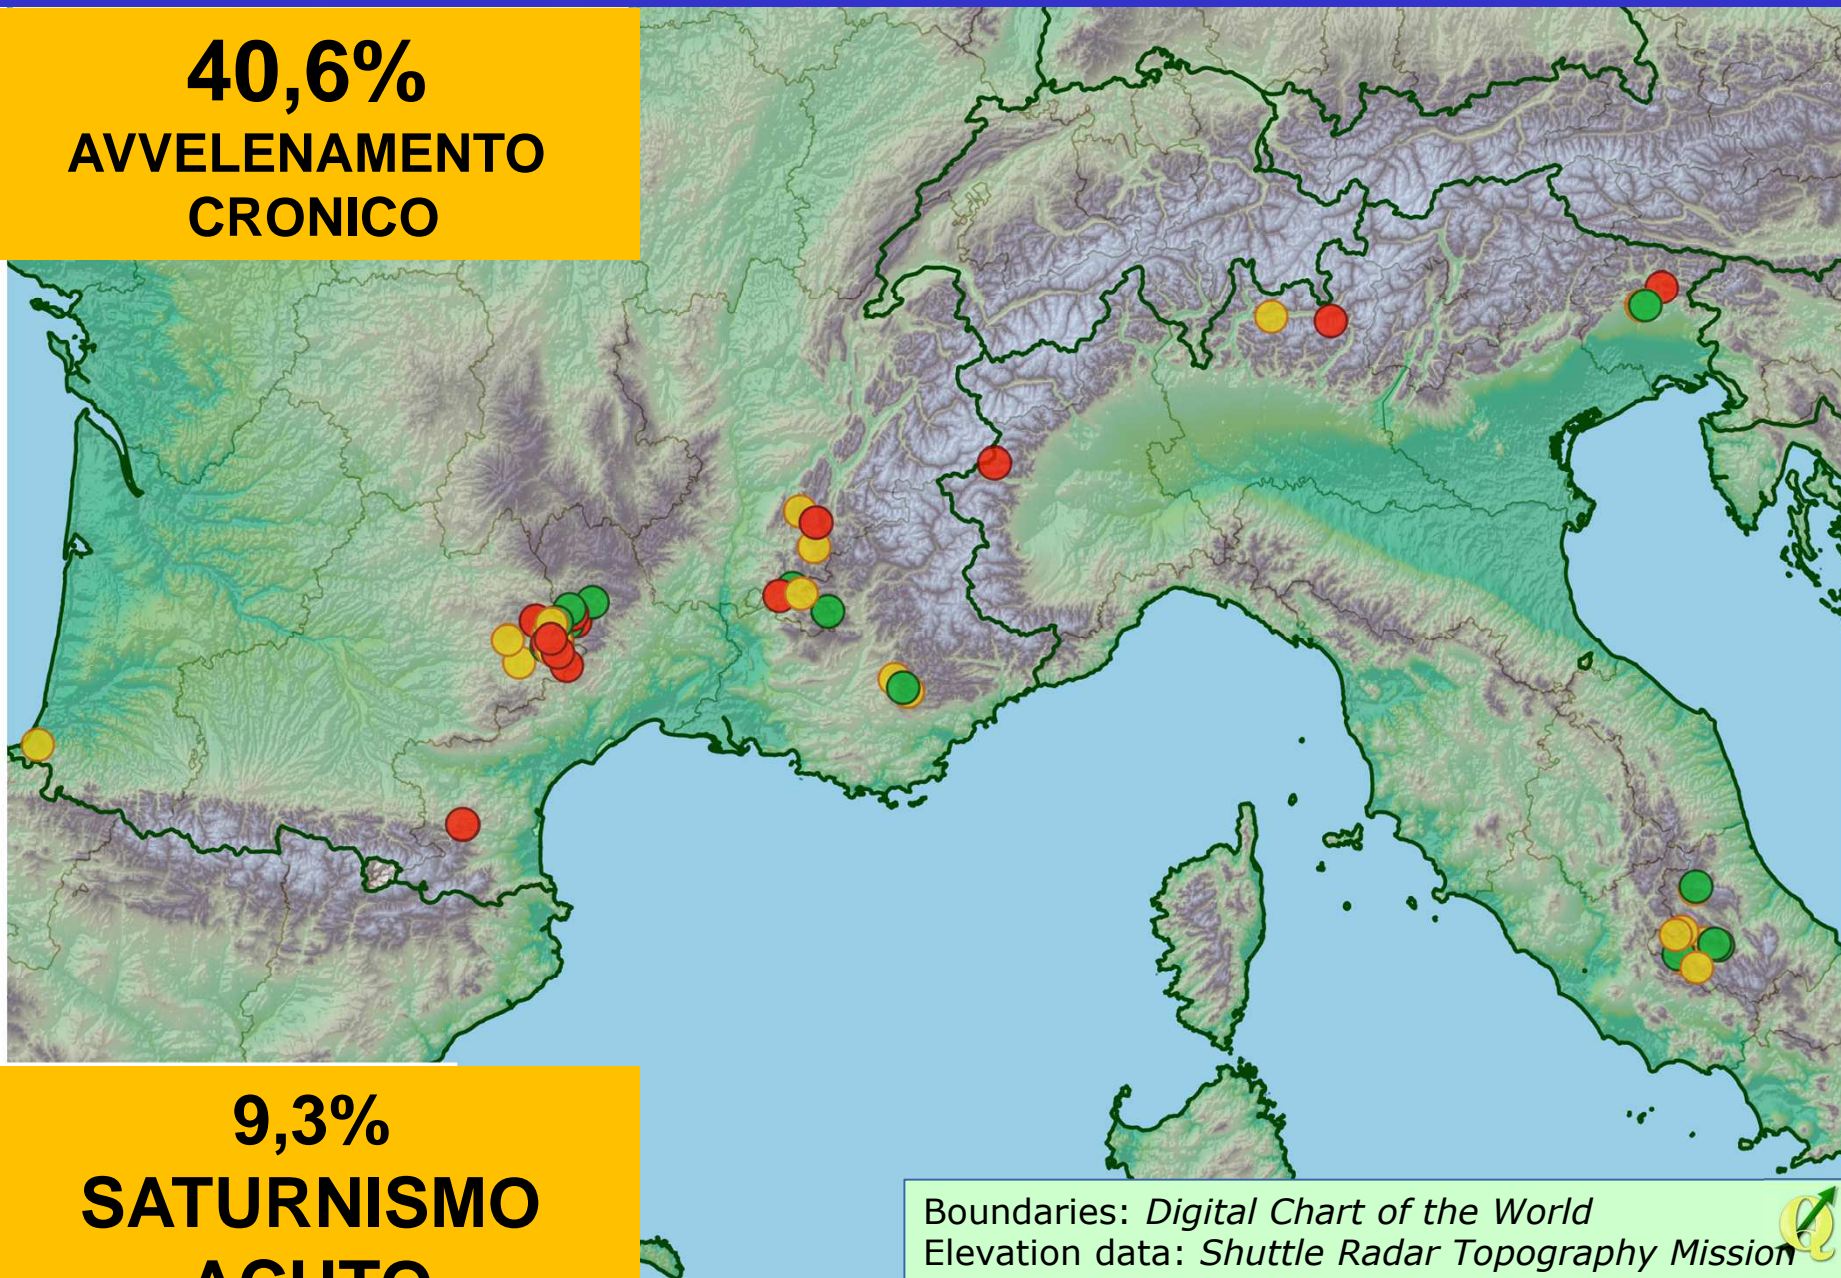 40,6%
AVVELENAMENTO
CRONICO
9,3%
SATURNISMO
ACUTO
Boundaries: Digital Chart of the World
Elevation data: Shuttle Radar Topography Mission